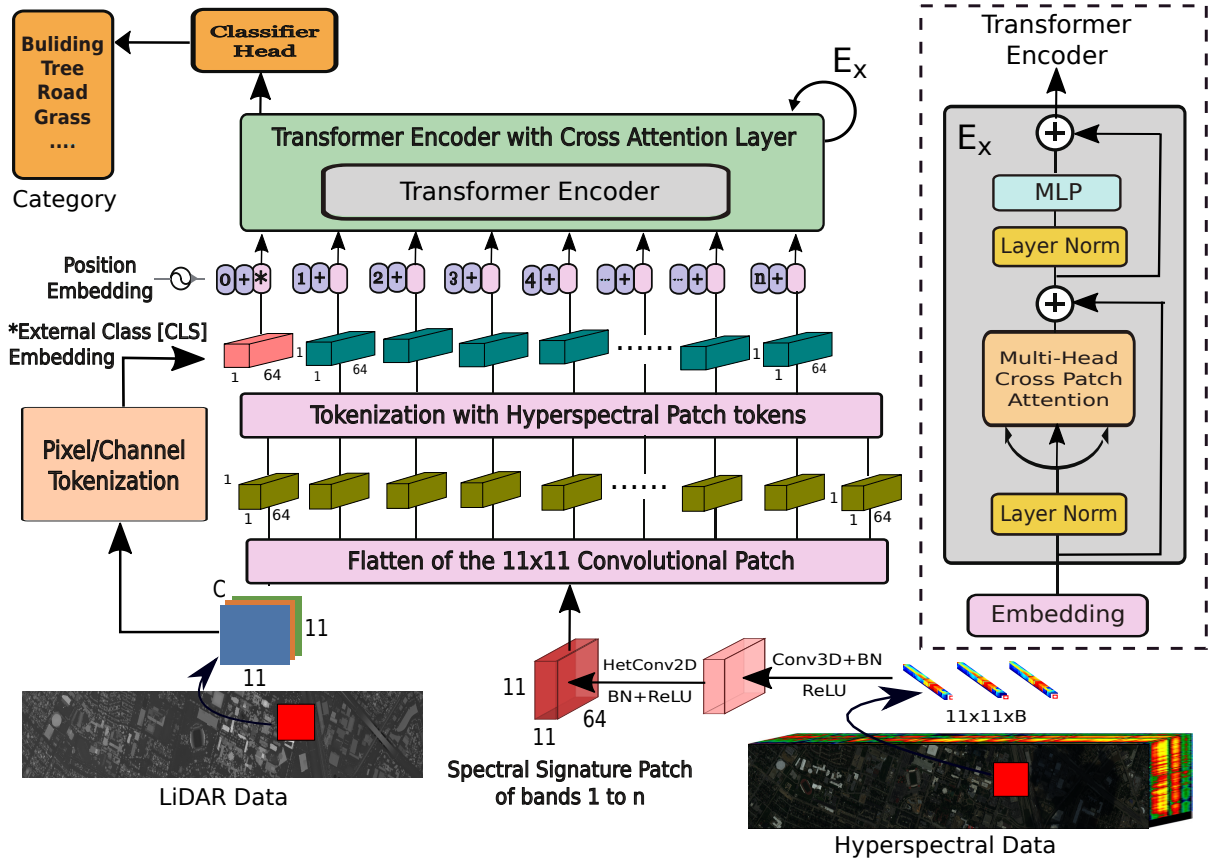 Buliding
Tree
Road
Grass
....
Category
Classifier
Head
E x
Transformer Encoder with Cross Attention Layer
Transformer Encoder
Position
Embedding
0 + *
1 +
2 +
3 +
4 +
... +
... +
n +
*External Class [CLS]
Embedding
1
64
1
1
64
......
1
1
64
Tokenization with Hyperspectral Patch tokens
Pixel/Channel
Tokenization
1
1
64
......
1
1
64
Flatten of the 11x11 Convolutional Patch
C
11
11
LiDAR Data
11
11
64
HetConv2D
BN+ReLU
Conv3D+BN
ReLU
11x11xB
Spectral Signature Patch
of bands 1 to n
Hyperspectral Data
Transformer
Encoder
E x
+
MLP
Layer Norm
+
Multi-Head
Cross Patch
Attention
Layer Norm
Embedding